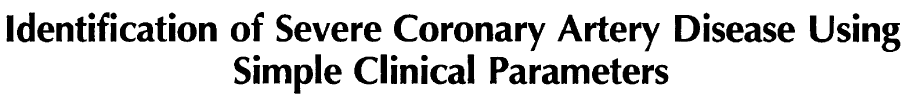 Identification of Severe Coronary Artery Disease Using
Simple Clinical Parameters